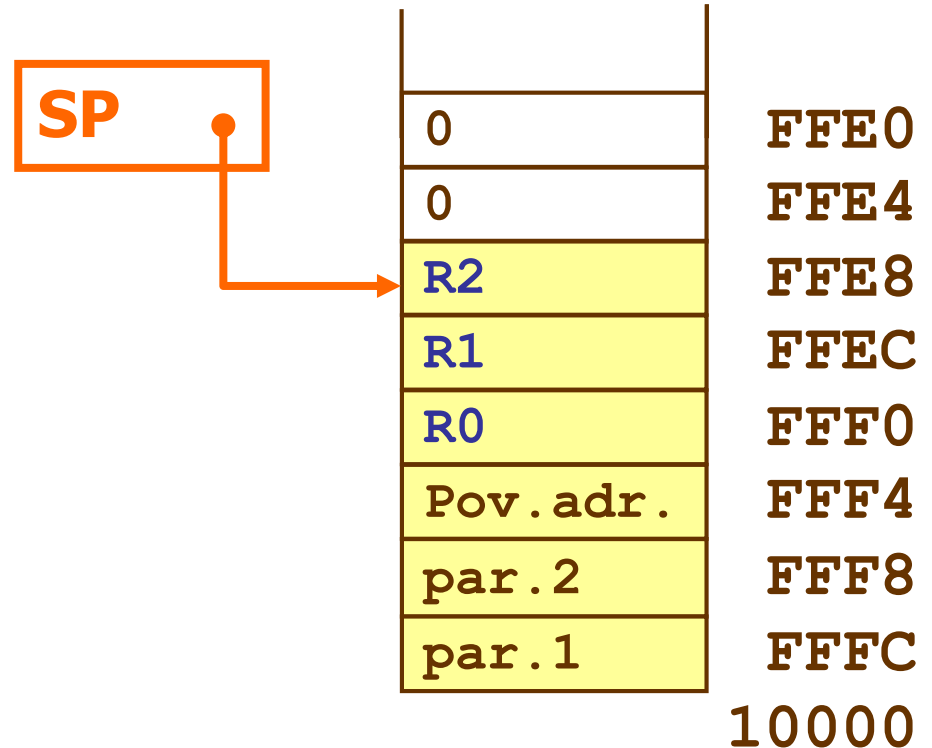 SP
0 FFE0
0 FFE4
R2 FFE8
R1 FFEC
R0 FFF0
Pov.adr. FFF4
par.2 FFF8
par.1 FFFC
10000